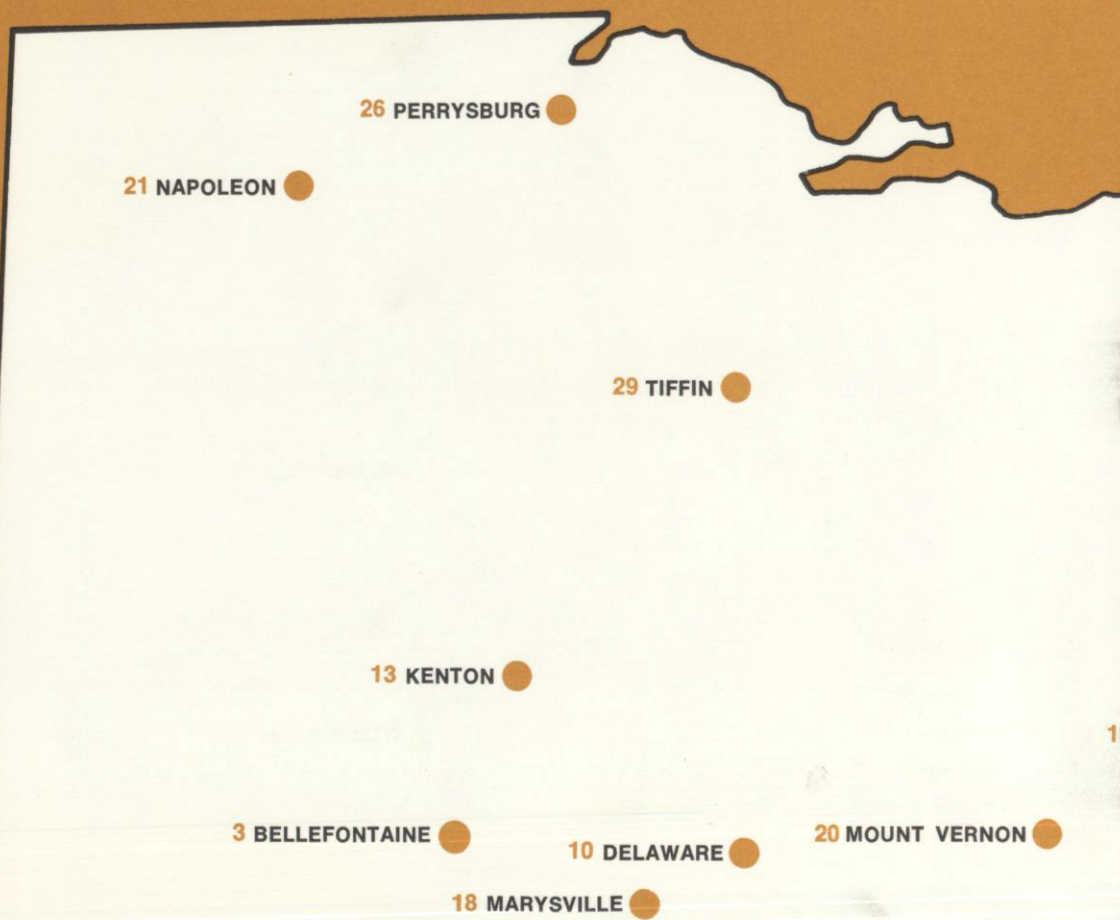 26 PERRYSBURG
21 NAPOLEON
29 TIFFIN
13 KENTON
3 BELLEFONTAINE
10 DELAWARE
20 MOUNT VERNON
18 MARYSVILLE